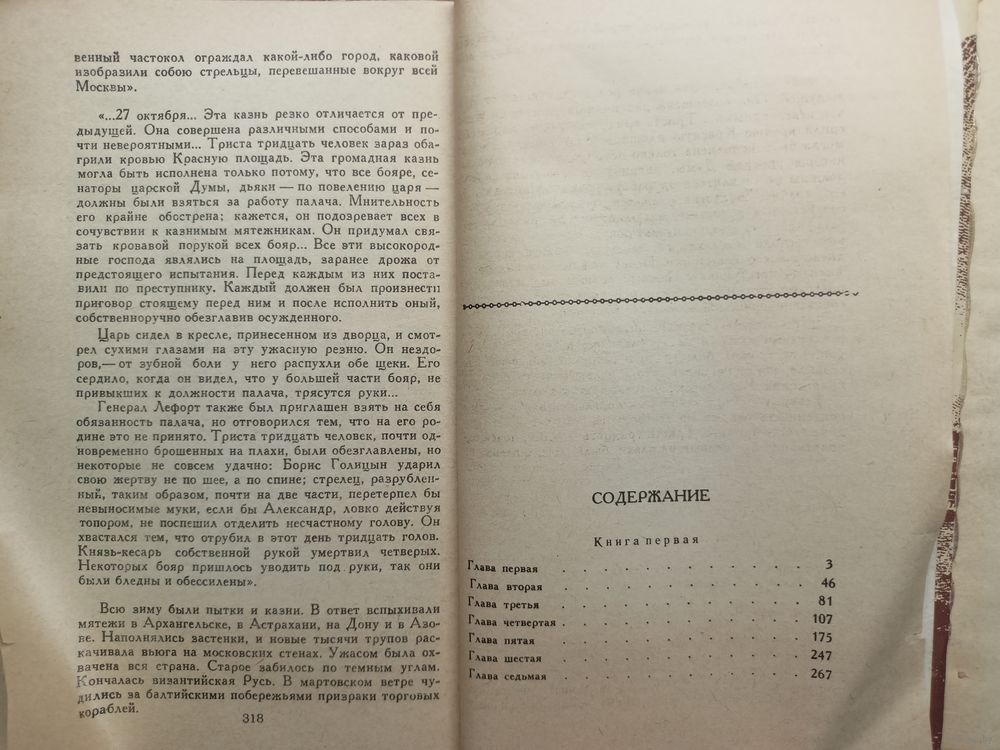 венный частокол ограждал какой-либо город, каковой
изобразили собою стрельцы, перевешанные вокруг всей
Москвы».
«...27 октября... Эта казнь резко отличается от пре-
дыдущей. Она совершена различными способами и по-
чти невероятными... Триста тридцать человек зараз оба-
грили кровью Красную площадь. Эта громадная казнь
могла быть исполнена только потому, что все бояре, се-
наторы царской Думы, дьяки — по повелению царя —
должны были взяться за работу палача. Мнительность
его крайне обострена; кажется, он подозревает всех в
сочувствии к казнимым мятежникам. Он придумал свя-
зать кровавой порукой всех бояр... Все эти высокород-
ные господа являлись на площадь, заранее дрожа от
предстоящего испытания. Перед каждым из них поста-
вили по преступнику. Каждый должен был произнести
приговор стоящему перед ним и после исполнить оный,
собственноручно обезглавив осужденного.
Царь сидел в кресле, принесенном из дворца, и смот-
рел сухими глазами на эту ужасную резню. Он нездо-
ров,— от зубной боли у него распухли обе щеки. Его
сердило, когда он видел, что у большей части бояр, не
привыкших к должности палача, трясутся руки...
Генерал Лефорт также был приглашен взять на себя
обязанность палача, но отговорился тем, что на его ро-
дине это не принято. Триста тридцать человек, почти од-
новременно брошенных на плахи, были обезглавлены, но
некоторые не совсем удачно: Борис Голицын ударил
свою жертву не по шее, а по спине; стрелец, разрублен-
ный, таким образом, почти на две части, перетерпел бы
невыносимые муки, если бы Александр, ловко действуя
топором, не поспешил отделить несчастному голову. Он
хвастался тем, что отрубил в этот день тридцать голов.
Князь-кесарь собственной рукой умертвил четверых.
Некоторых бояр пришлось уводить под руки, так они
были бледны и обессилены».
Всю зиму были пытки и казни. В ответ вспыхивали
мятежи в Архангельске, в Астрахани, на Дону и в Азо-
ве. Наполнялись застенки, и новые тысячи трупов рас-
качивала вьюга на московских стенах. Ужасом была ох-
вачена вся страна. Старое забилось по темным углам.
Кончалась византийская Русь. В мартовском ветре чу-
дились за балтийскими побережьями призраки торговых
кораблей.
318
СОДЕРЖАНИЕ
Книга первая
Глава первая . . . . . . . . . . . . 3
Глава вторая . . . . . . . . . . . . 46
Глава третья . . . . . . . . . . . . 81
Глава четвертая . . . . . . . . . . . . 107
Глава пятая . . . . . . . . . . . . 175
Глава шестая . . . . . . . . . . . . 247
Глава седьмая . . . . . . . . . . . . 267